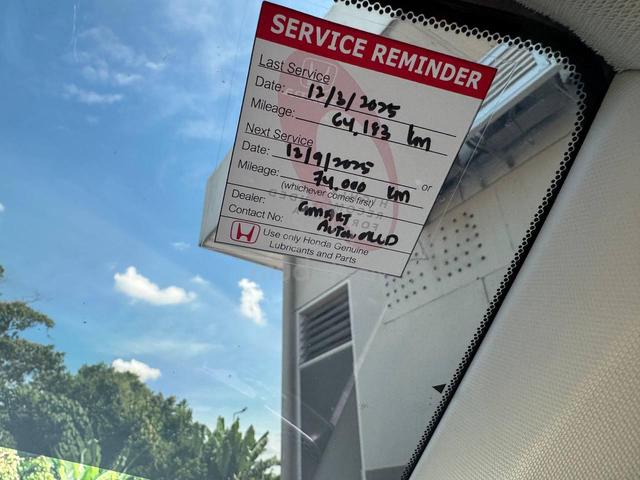 SERVICE REMINDER
Last Service
Date: 12/3/2025
Mileage: 64,183 km
Next Service
Date: 12/9/2025
Mileage: 74,000 km or
(whichever comes first)
Dealer: SMART
Contact No: AUTOWORLD
Use only Honda Genuine
Lubricants and Parts